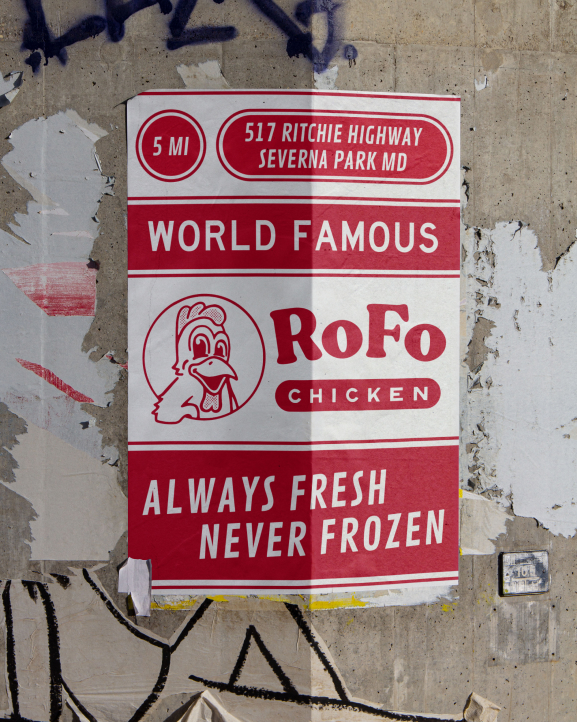 5 MI
517 RITCHIE HIGHWAY
SEVERNA PARK MD
WORLD FAMOUS
RoFo
CHICKEN
ALWAYS FRESH
NEVER FROZEN